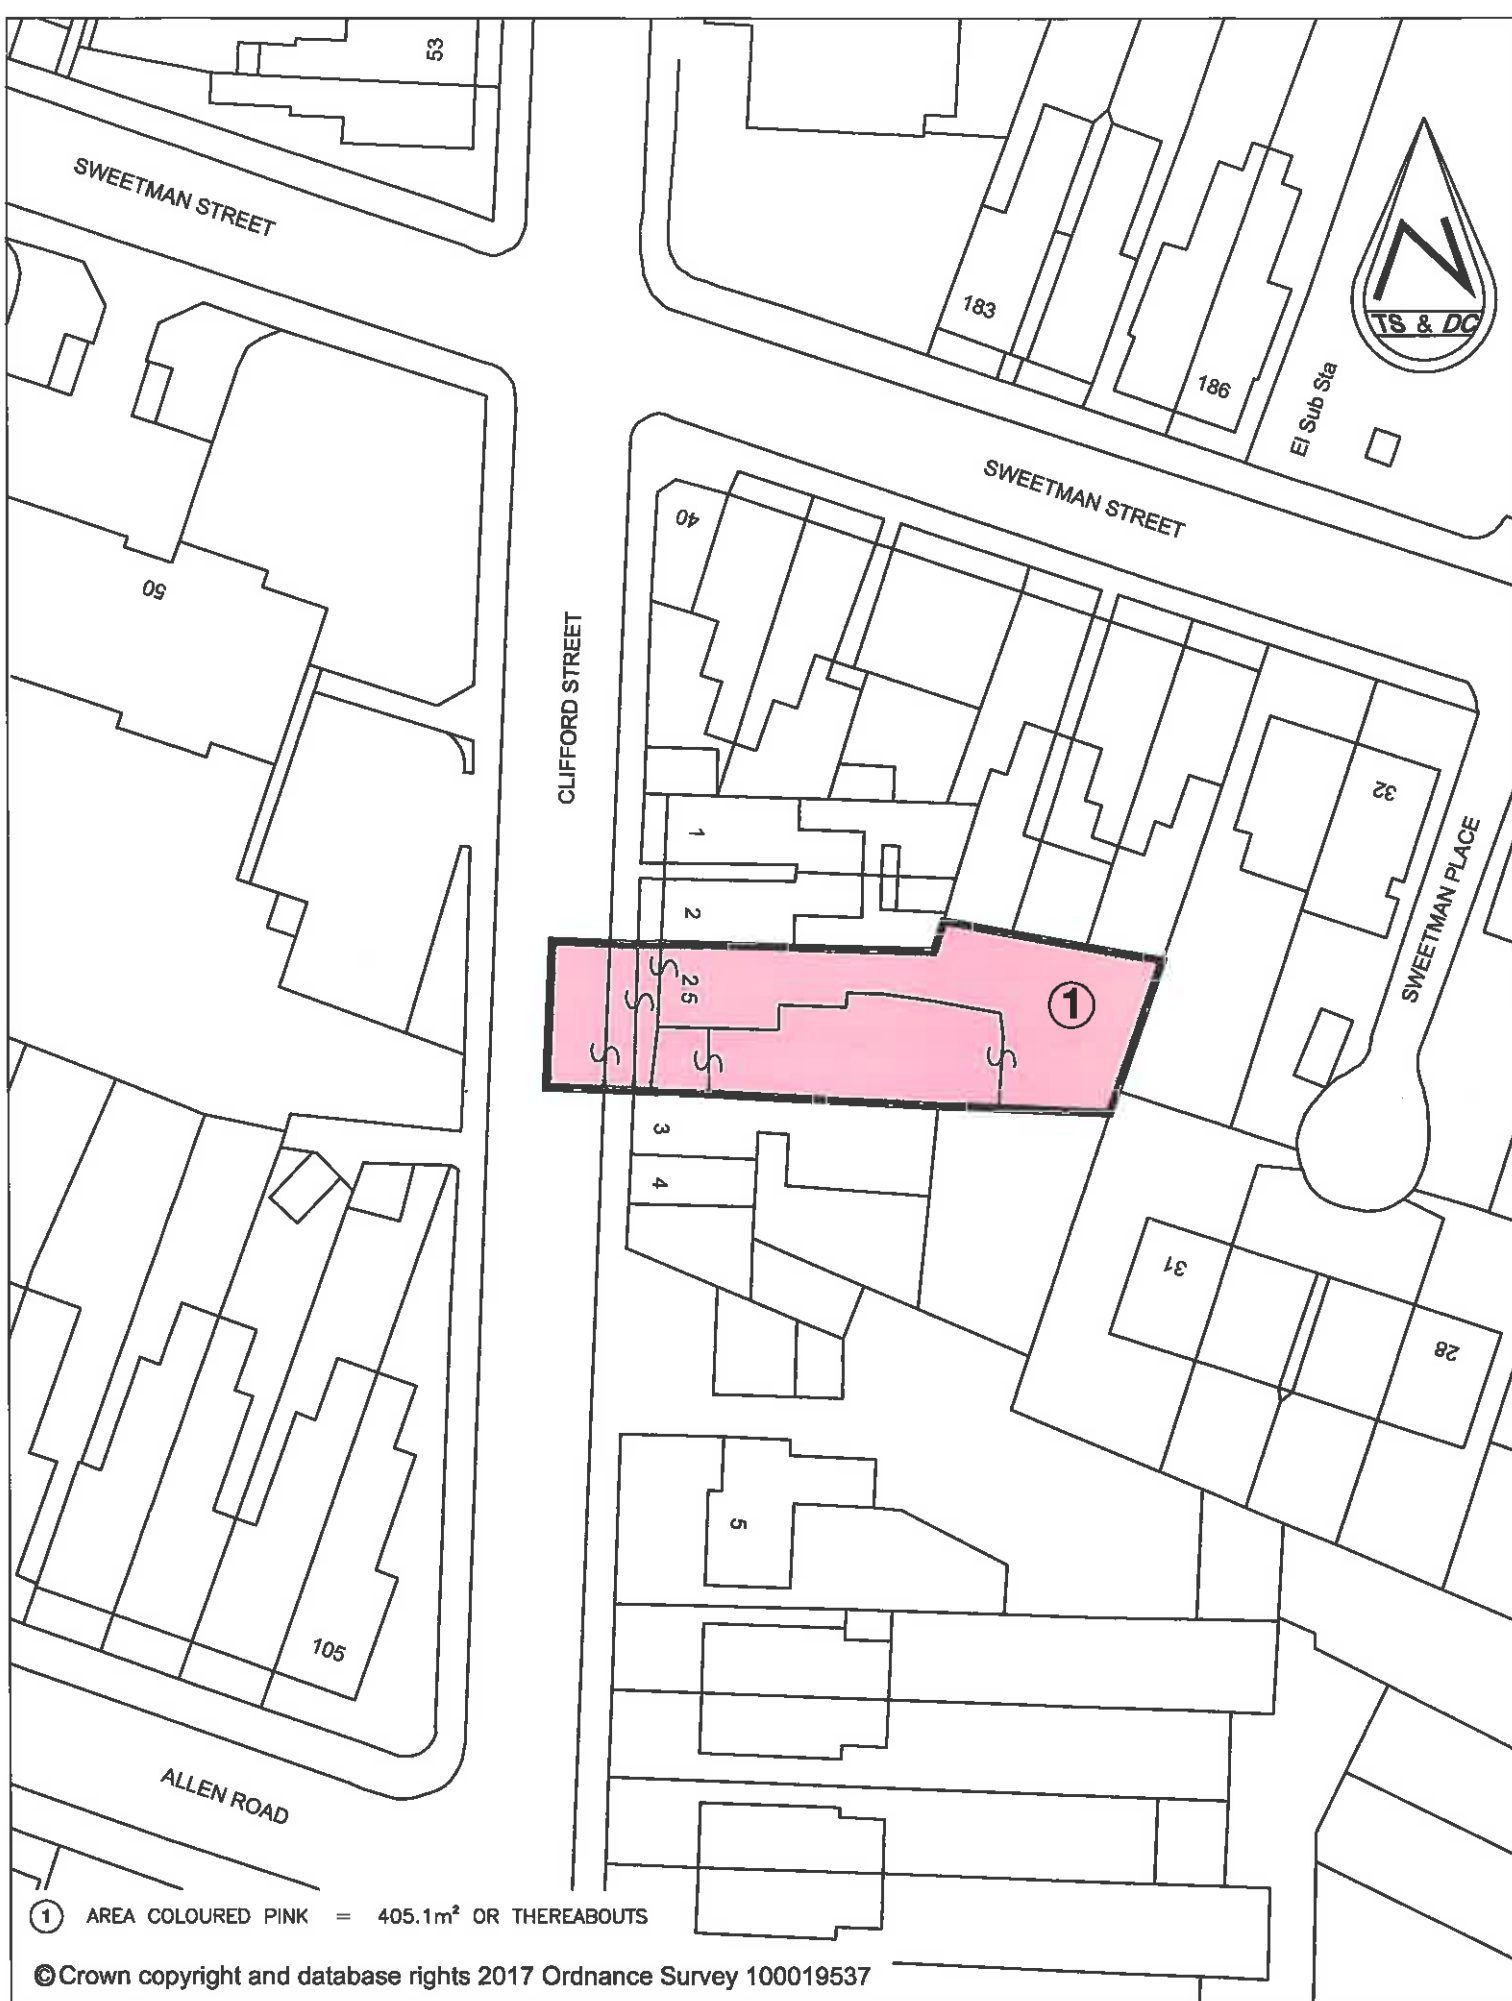 53
SWEETMAN STREET
183
186
El Sub Sta
N
TS & DC
SWEETMAN STREET
40
50
CLIFFORD STREET
32
SWEETMAN PLACE
1
2
25
1
3
4
31
28
5
105
ALLEN ROAD
1 AREA COLOURED PINK = 405.1m² OR THEREABOUTS
©Crown copyright and database rights 2017 Ordnance Survey 100019537